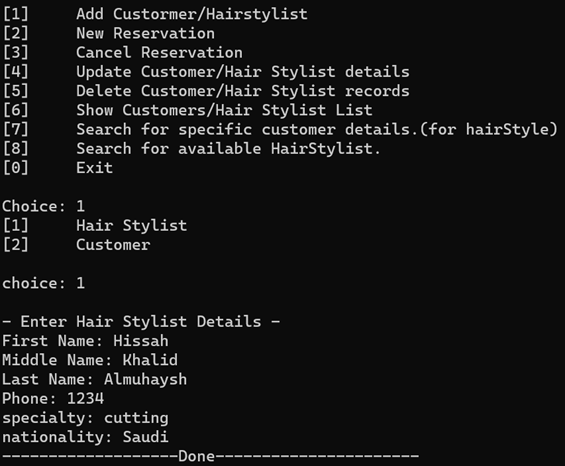 [1]     Add Custormer/Hairstylist
[2]     New Reservation
[3]     Cancel Reservation
[4]     Update Customer/Hair Stylist details
[5]     Delete Customer/Hair Stylist records
[6]     Show Customers/Hair Stylist List
[7]     Search for specific customer details.(for hairStyle)
[8]     Search for available HairStylist.
[0]     Exit
Choice: 1
[1]     Hair Stylist
[2]     Customer
choice: 1
- Enter Hair Stylist Details -
First Name: Hissah
Middle Name: Khalid
Last Name: Almuhaysh
Phone: 1234
specialty: cutting
nationality: Saudi
-------------------Done----------------------